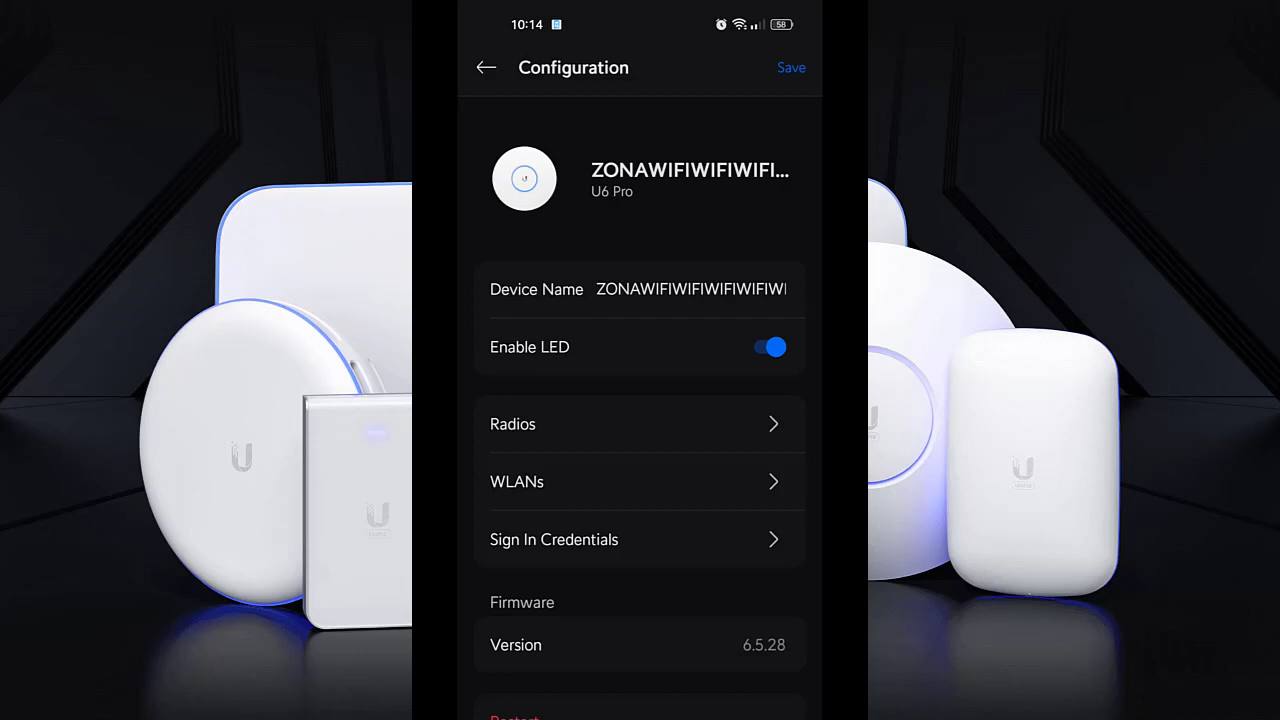 10:14
58
Configuration
Save
ZONAWIFIWIFIWIFI...
U6 Pro
Device Name ZONAWIFIWIFIWIFIWIFIWI
Enable LED
Radios
WLANs
Sign In Credentials
Firmware
Version 6.5.28
Restart